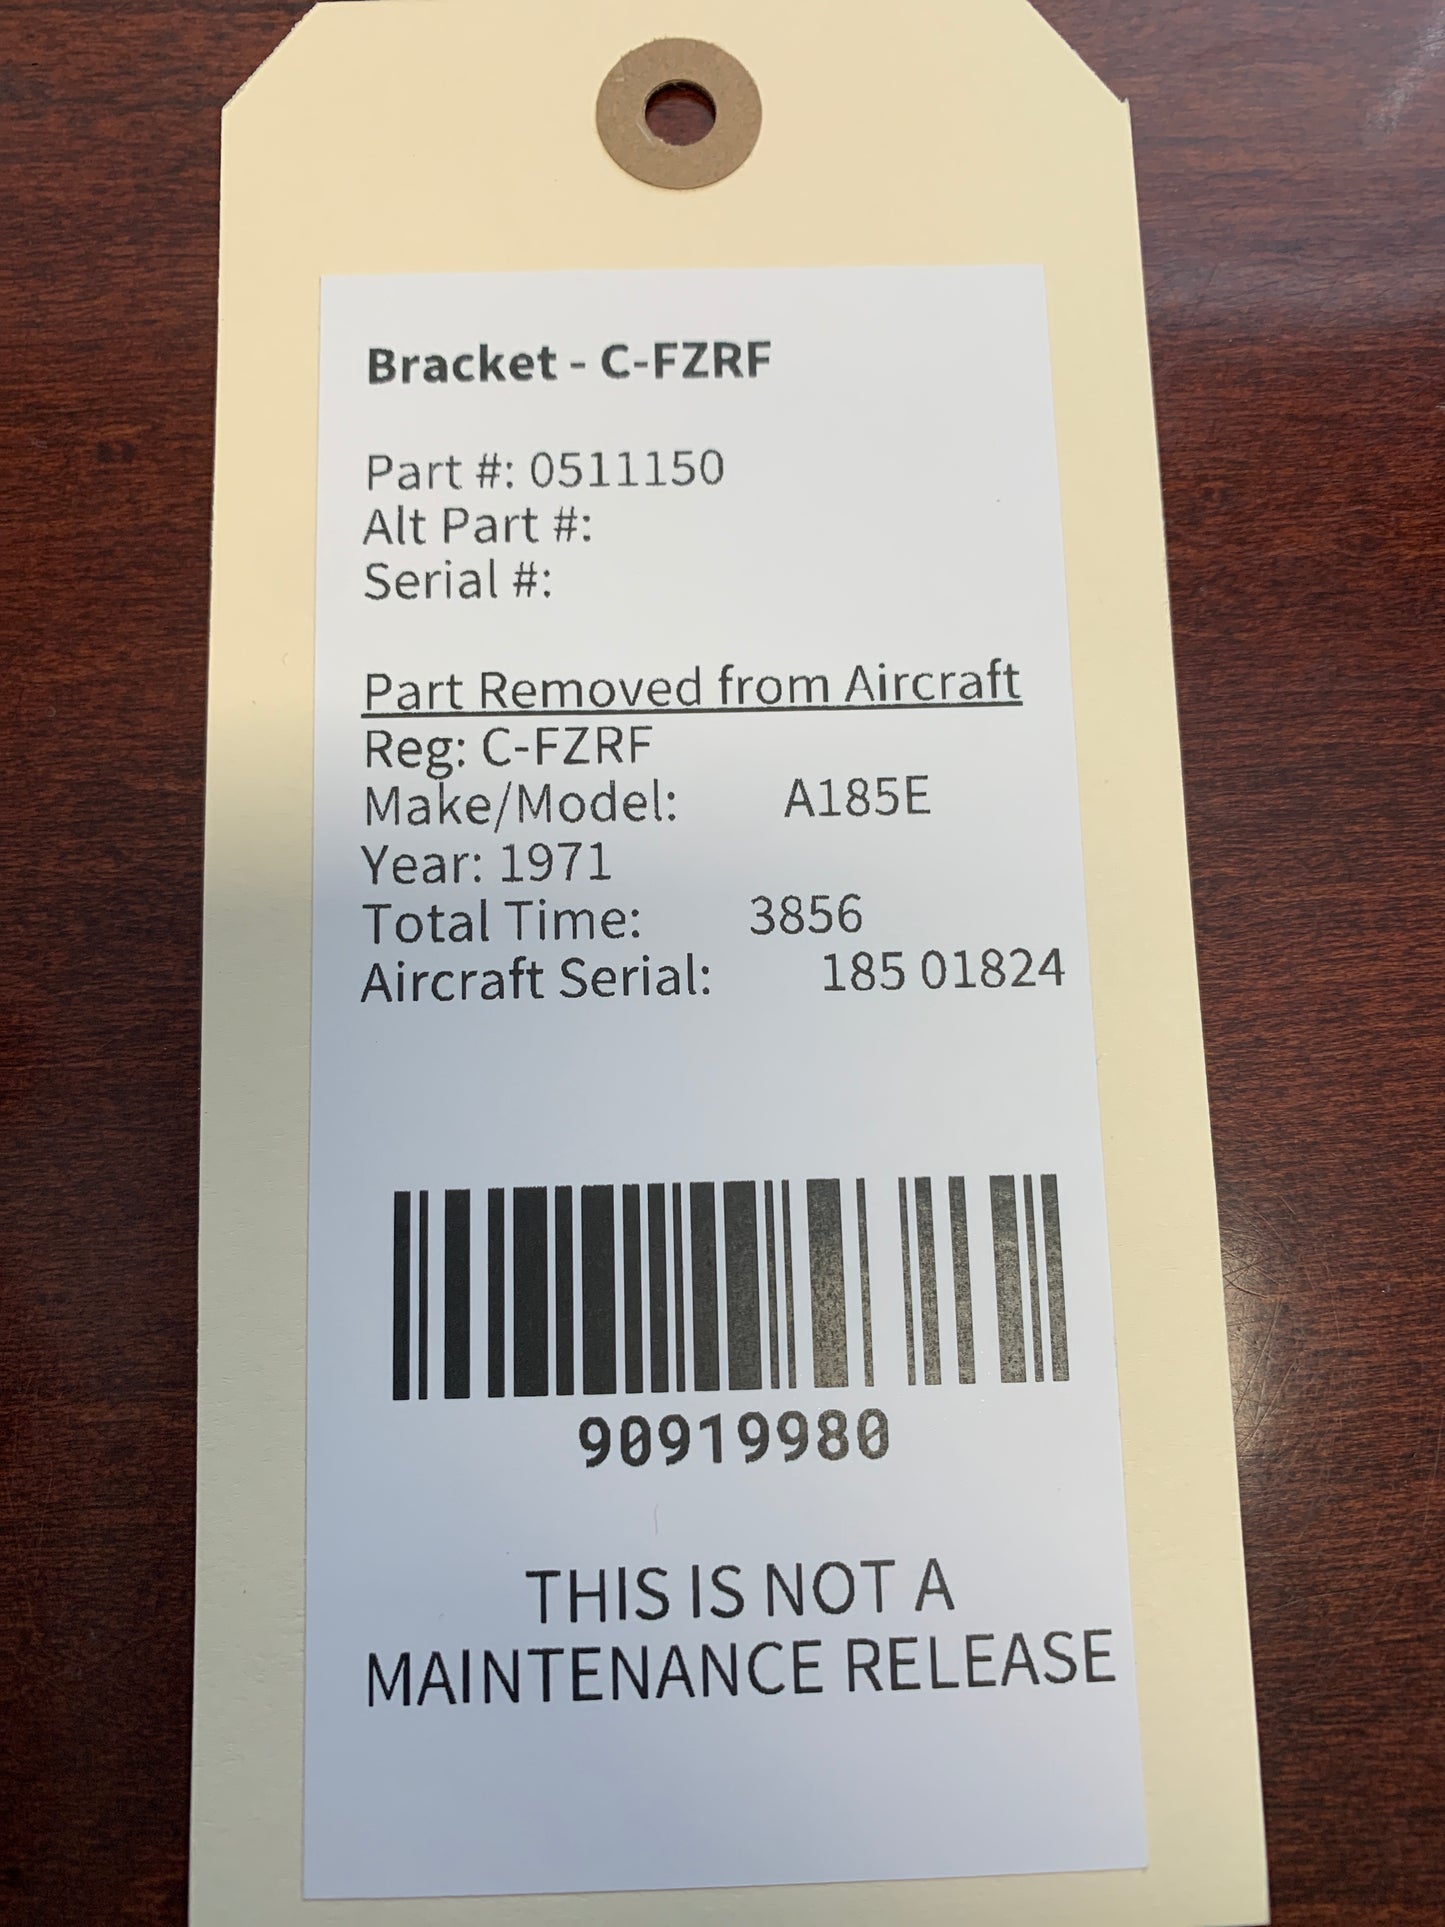 Bracket - C-FZRF
Part #: 0511150
Alt Part #:
Serial #:
Part Removed from Aircraft
Reg: C-FZRF
Make/Model: A185E
Year: 1971
Total Time: 3856
Aircraft Serial: 185 01824
90919980
THIS IS NOT A
MAINTENANCE RELEASE